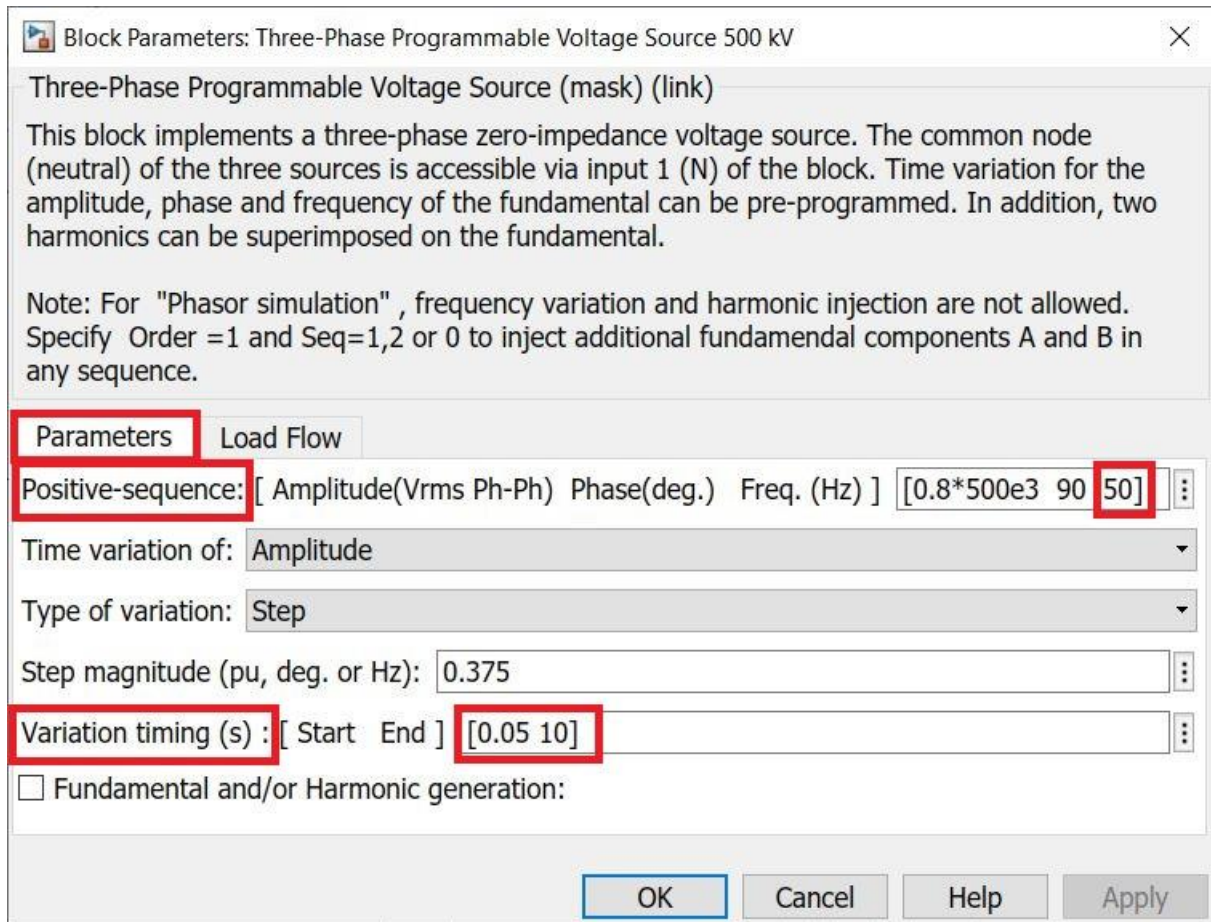 Block Parameters: Three-Phase Programmable Voltage Source 500 kV
Three-Phase Programmable Voltage Source (mask) (link)
This block implements a three-phase zero-impedance voltage source. The common node
(neutral) of the three sources is accessible via input 1 (N) of the block. Time variation for the
amplitude, phase and frequency of the fundamental can be pre-programmed. In addition, two
harmonics can be superimposed on the fundamental.
Note: For "Phasor simulation" , frequency variation and harmonic injection are not allowed.
Specify Order =1 and Seq=1,2 or 0 to inject additional fundamendal components A and B in
any sequence.
Parameters Load Flow
Positive-sequence: [ Amplitude(Vrms Ph-Ph) Phase(deg.) Freq. (Hz) ] [0.8*500e3 90 50]
Time variation of: Amplitude
Type of variation: Step
Step magnitude (pu, deg. or Hz): 0.375
Variation timing (s) : [ Start End ] [0.05 10]
Fundamental and/or Harmonic generation:
OK Cancel Help Apply